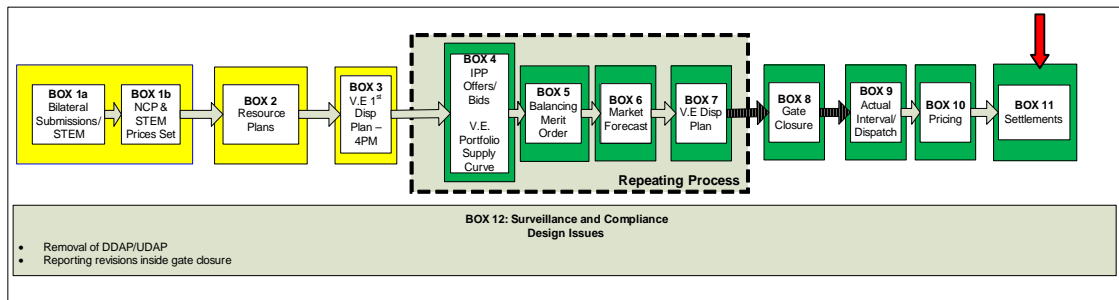 BOX 1a
Bilateral
Submissions/
STEM
BOX 1b
NCP &
STEM
Prices Set
BOX 2
Resource
Plans
BOX 3
V.E 1st
Disp
Plan –
4PM
BOX 4
IPP
Offers/
Bids
V.E.
Portfolio
Supply
Curve
BOX 5
Balancing
Merit
Order
BOX 6
Market
Forecast
BOX 7
V.E Disp
Plan
Repeating Process
BOX 8
Gate
Closure
BOX 9
Actual
Interval/
Dispatch
BOX 10
Pricing
BOX 11
Settlements
BOX 12: Surveillance and Compliance
Design Issues
• Removal of DDAP/UDAP
• Reporting revisions inside gate closure